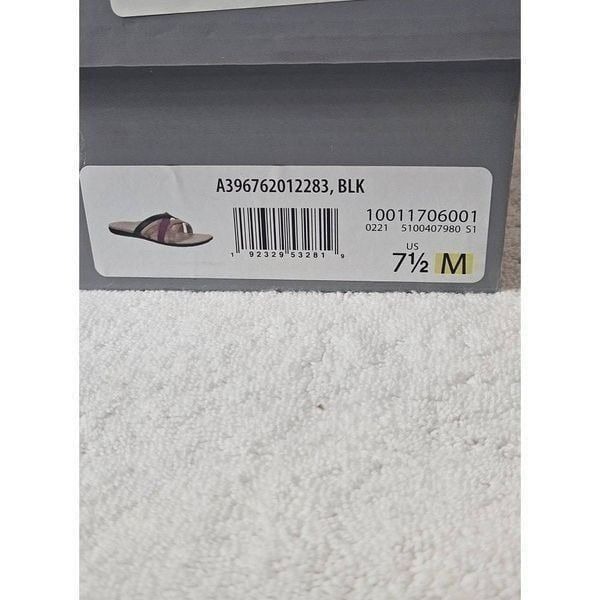 A396762012283, BLK
10011706001
0221 5100407980 S1
1 92329 53281 9
US
7½ M